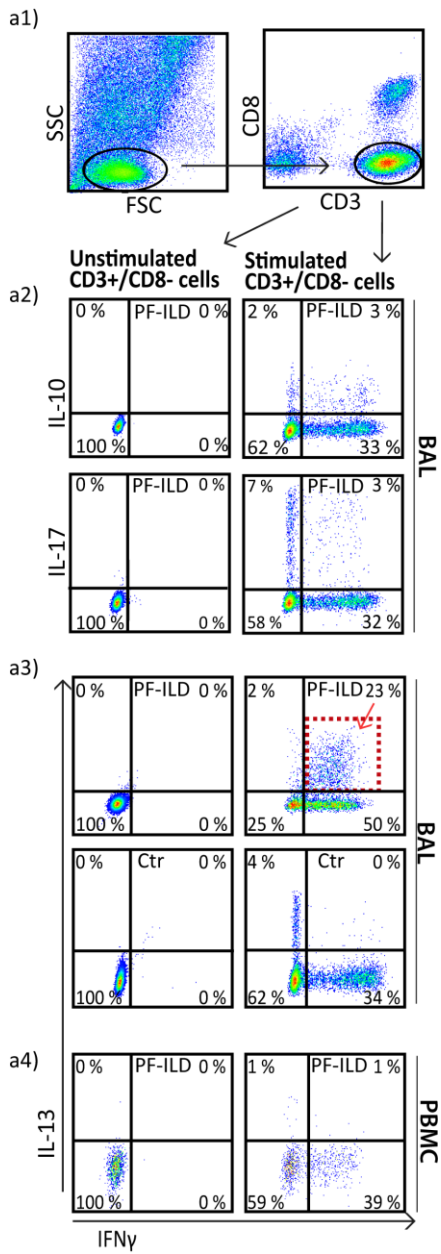 a1)
SSC
FSC
CD8
CD3
Unstimulated
CD3+/CD8- cells
Stimulated
CD3+/CD8- cells
a2)
IL-10
0 % PF-ILD 0 %
100 % 0 %
2 % PF-ILD 3 %
62 % 33 %
IL-17
0 % PF-ILD 0 %
100 % 0 %
7 % PF-ILD 3 %
58 % 32 %
BAL
a3)
0 % PF-ILD 0 %
100 % 0 %
2 % PF-ILD 23 %
25 % 50 %
0 % Ctr 0 %
100 % 0 %
4 % Ctr 0 %
62 % 34 %
BAL
a4)
IL-13
0 % PF-ILD 0 %
100 % 0 %
1 % PF-ILD 1 %
59 % 39 %
PBMC
IFNγ